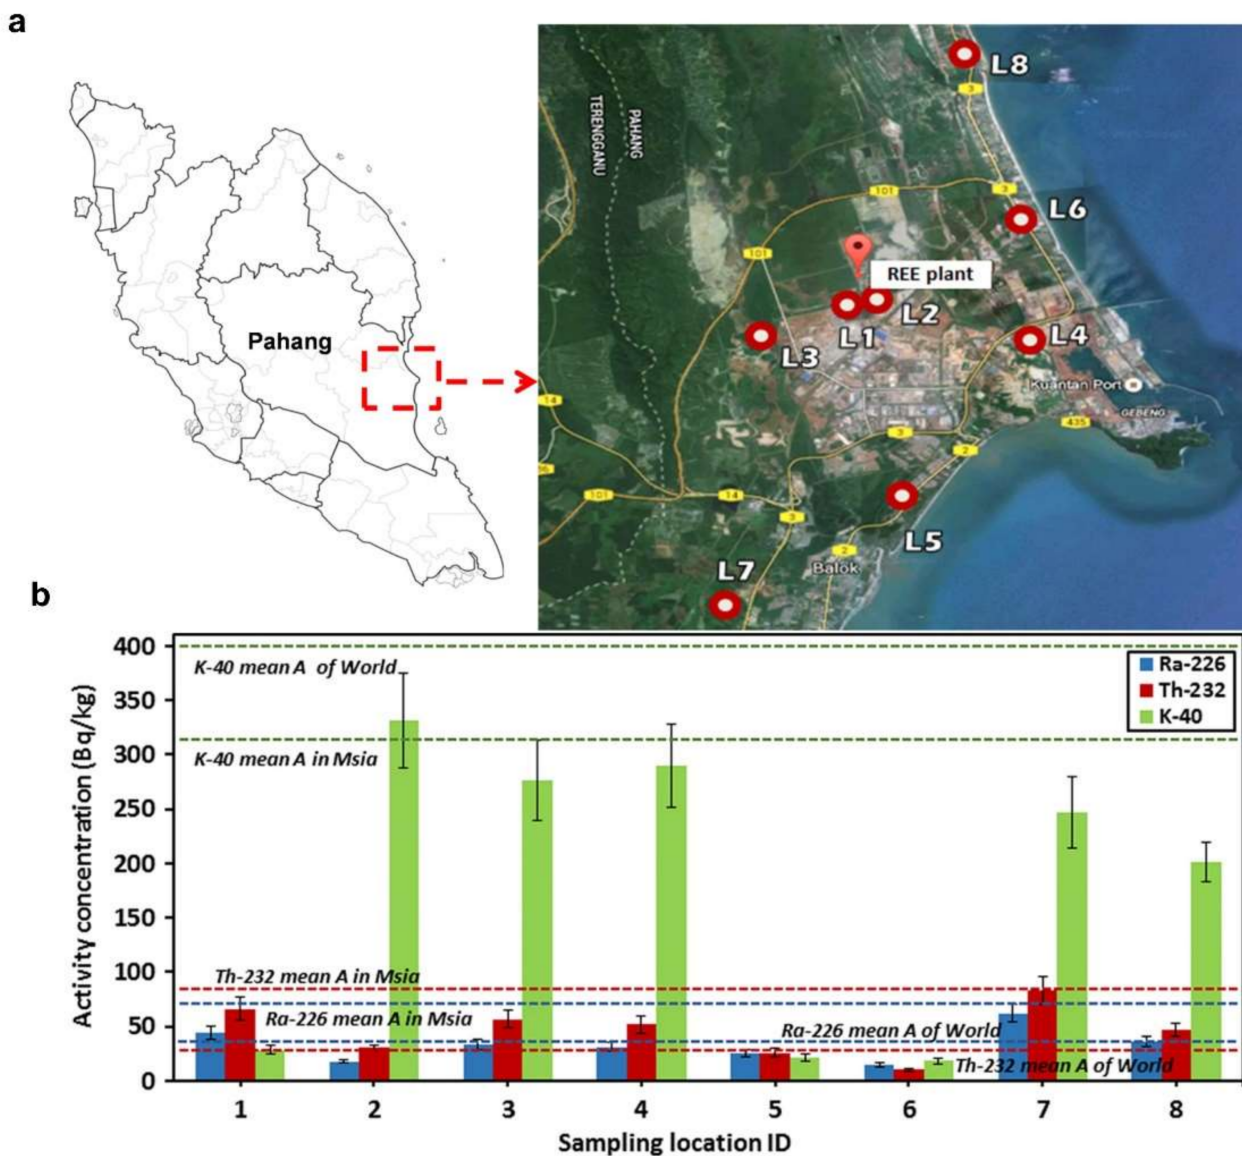 a
Pahang
TERENGGANU
PAHANG
L8
3
101
3
L6
101
REE plant
L1
L2
L3
L4
Kuantan Port
GEBENG
14
3
435
2
96
101
14
3
L5
2
Balok
L7
b
Activity concentration (Bq/kg)
400
350
300
250
200
150
100
50
0
K-40 mean A of World
K-40 mean A in Msia
Th-232 mean A in Msia
Ra-226 mean A in Msia
Ra-226 mean A of World
Th-232 mean A of World
Ra-226
Th-232
K-40
1 2 3 4 5 6 7 8
Sampling location ID